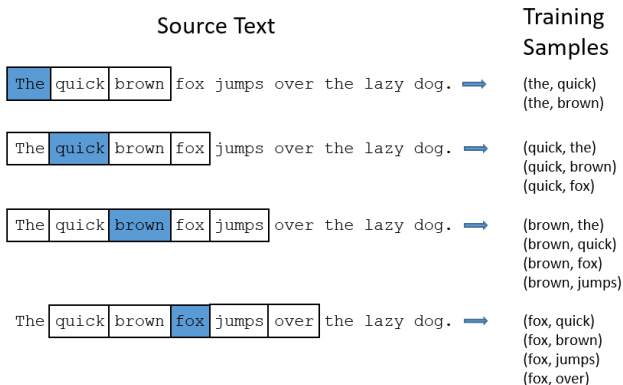 Source Text
Training
Samples
The quick brown fox jumps over the lazy dog.
(the, quick)
(the, brown)
The quick brown fox jumps over the lazy dog.
(quick, the)
(quick, brown)
(quick, fox)
The quick brown fox jumps over the lazy dog.
(brown, the)
(brown, quick)
(brown, fox)
(brown, jumps)
The quick brown fox jumps over the lazy dog.
(fox, quick)
(fox, brown)
(fox, jumps)
(fox, over)